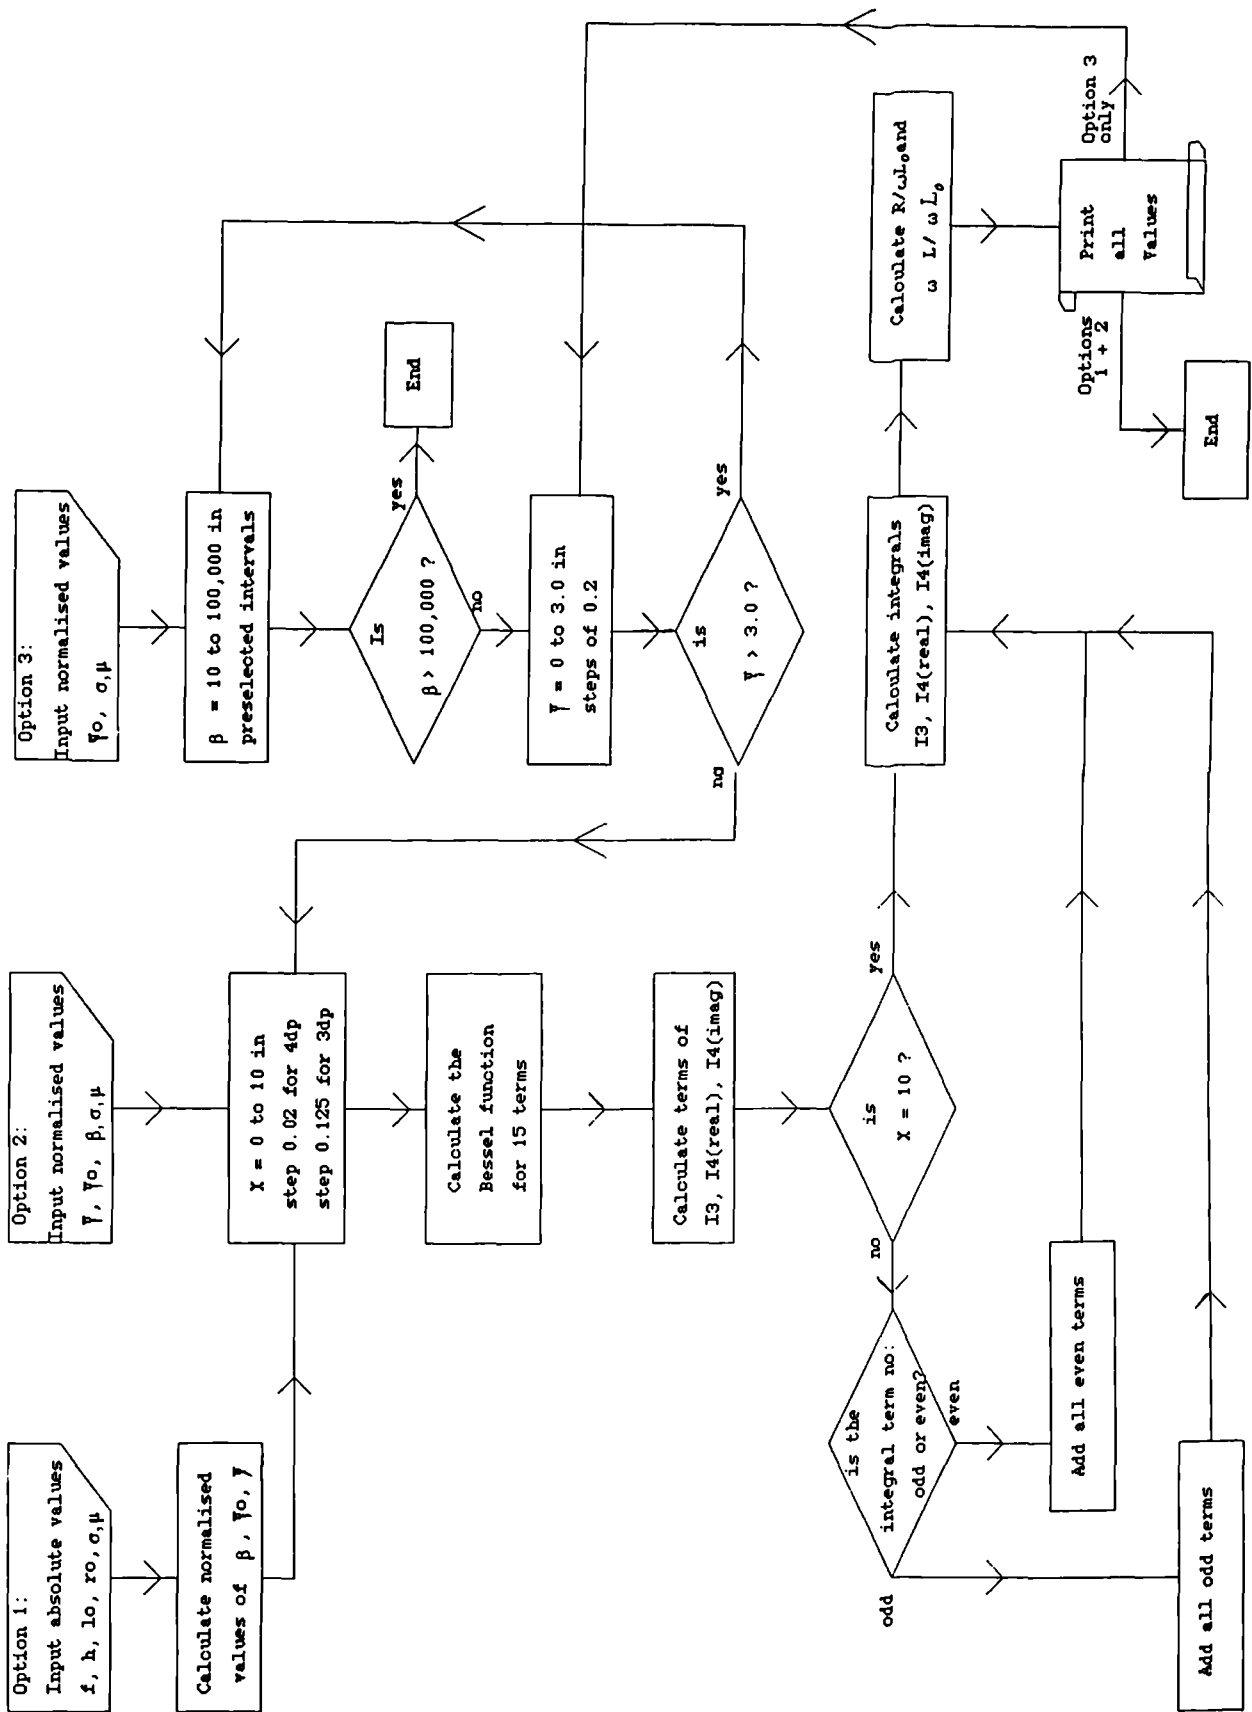 Option 1:
Input absolute values
f, h, lo, ro, σ,μ
Calculate normalised
values of β, Ȳo, Ȳ
Option 2:
Input normalised values
Ȳ, Ȳo, β,σ,μ
X = 0 to 10 in
step 0.02 for 4dp
step 0.125 for 3dp
Calculate the
Bessel function
for 15 terms
Calculate terms of
I3, I4(real), I4(imag)
is
X = 10 ?
yes
no
is the
integral term no:
odd or even?
even
odd
Add all even terms
Add all odd terms
Option 3:
Input normalised values
Ȳo, σ,μ
β = 10 to 100,000 in
preselected intervals
Is
β > 100,000 ?
yes
no
End
Ȳ = 0 to 3.0 in
steps of 0.2
is
Ȳ > 3.0 ?
yes
no
Calculate integrals
I3, I4(real), I4(imag)
Calculate R/ωL₀and
ω L/ ω L₀
Print
all
Values
Options
1 + 2
Option 3
only
End